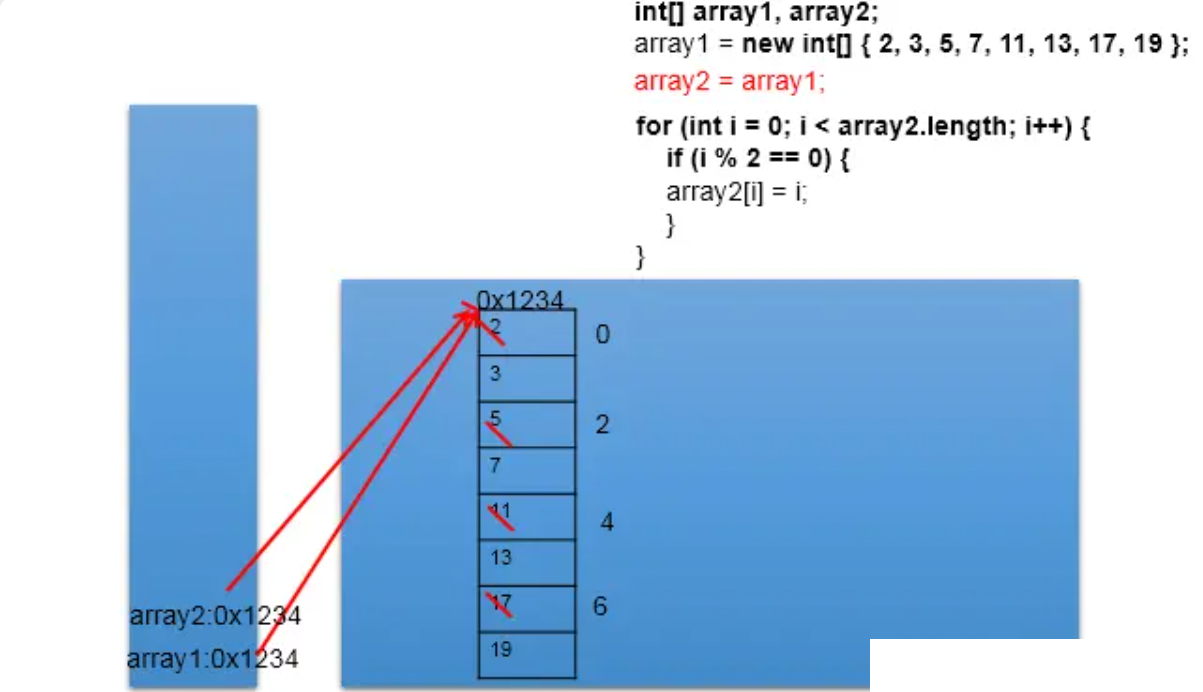 int[] array1, array2;
array1 = new int[] { 2, 3, 5, 7, 11, 13, 17, 19 };
array2 = array1;
for (int i = 0; i < array2.length; i++) {
if (i % 2 == 0) {
array2[i] = i;
}
}
0x1234
2 0
3
5 2
7
11 4
13
17 6
19
array2:0x1234
array1:0x1234